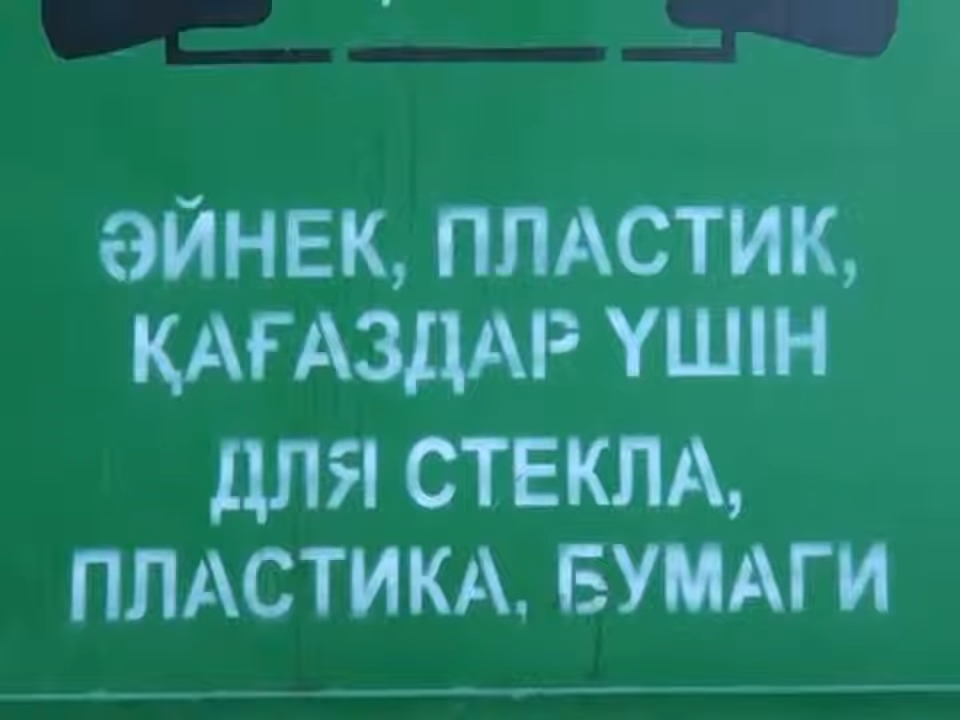 ӘЙНЕК, ПЛАСТИК,
ҚАҒАЗДАР ҮШІН
ДЛЯ СТЕКЛА,
ПЛАСТИКА, БУМАГИ